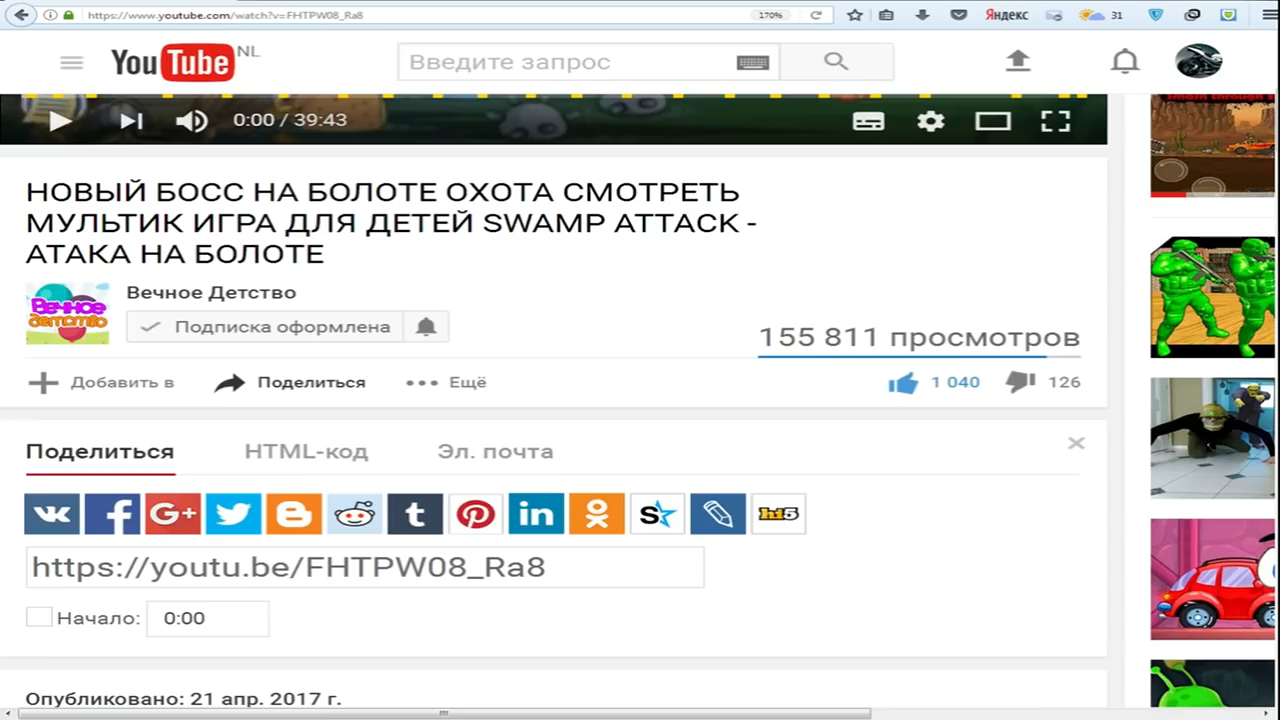 https://www.youtube.com/watch?v=FHTPW08_Ra8
170%
Яндекс
31
YouTube NL
Введите запрос
0:00 / 39:43
НОВЫЙ БОСС НА БОЛОТЕ ОХОТА СМОТРЕТЬ
МУЛЬТИК ИГРА ДЛЯ ДЕТЕЙ SWAMP ATTACK -
АТАКА НА БОЛОТЕ
Вечное детство
Вечное Детство
Подписка оформлена
155 811 просмотров
Добавить в
Поделиться
Ещё
1 040
126
Поделиться
HTML-код
Эл. почта
hi5
https://youtu.be/FHTPW08_Ra8
Начало: 0:00
Опубликовано: 21 апр. 2017 г.